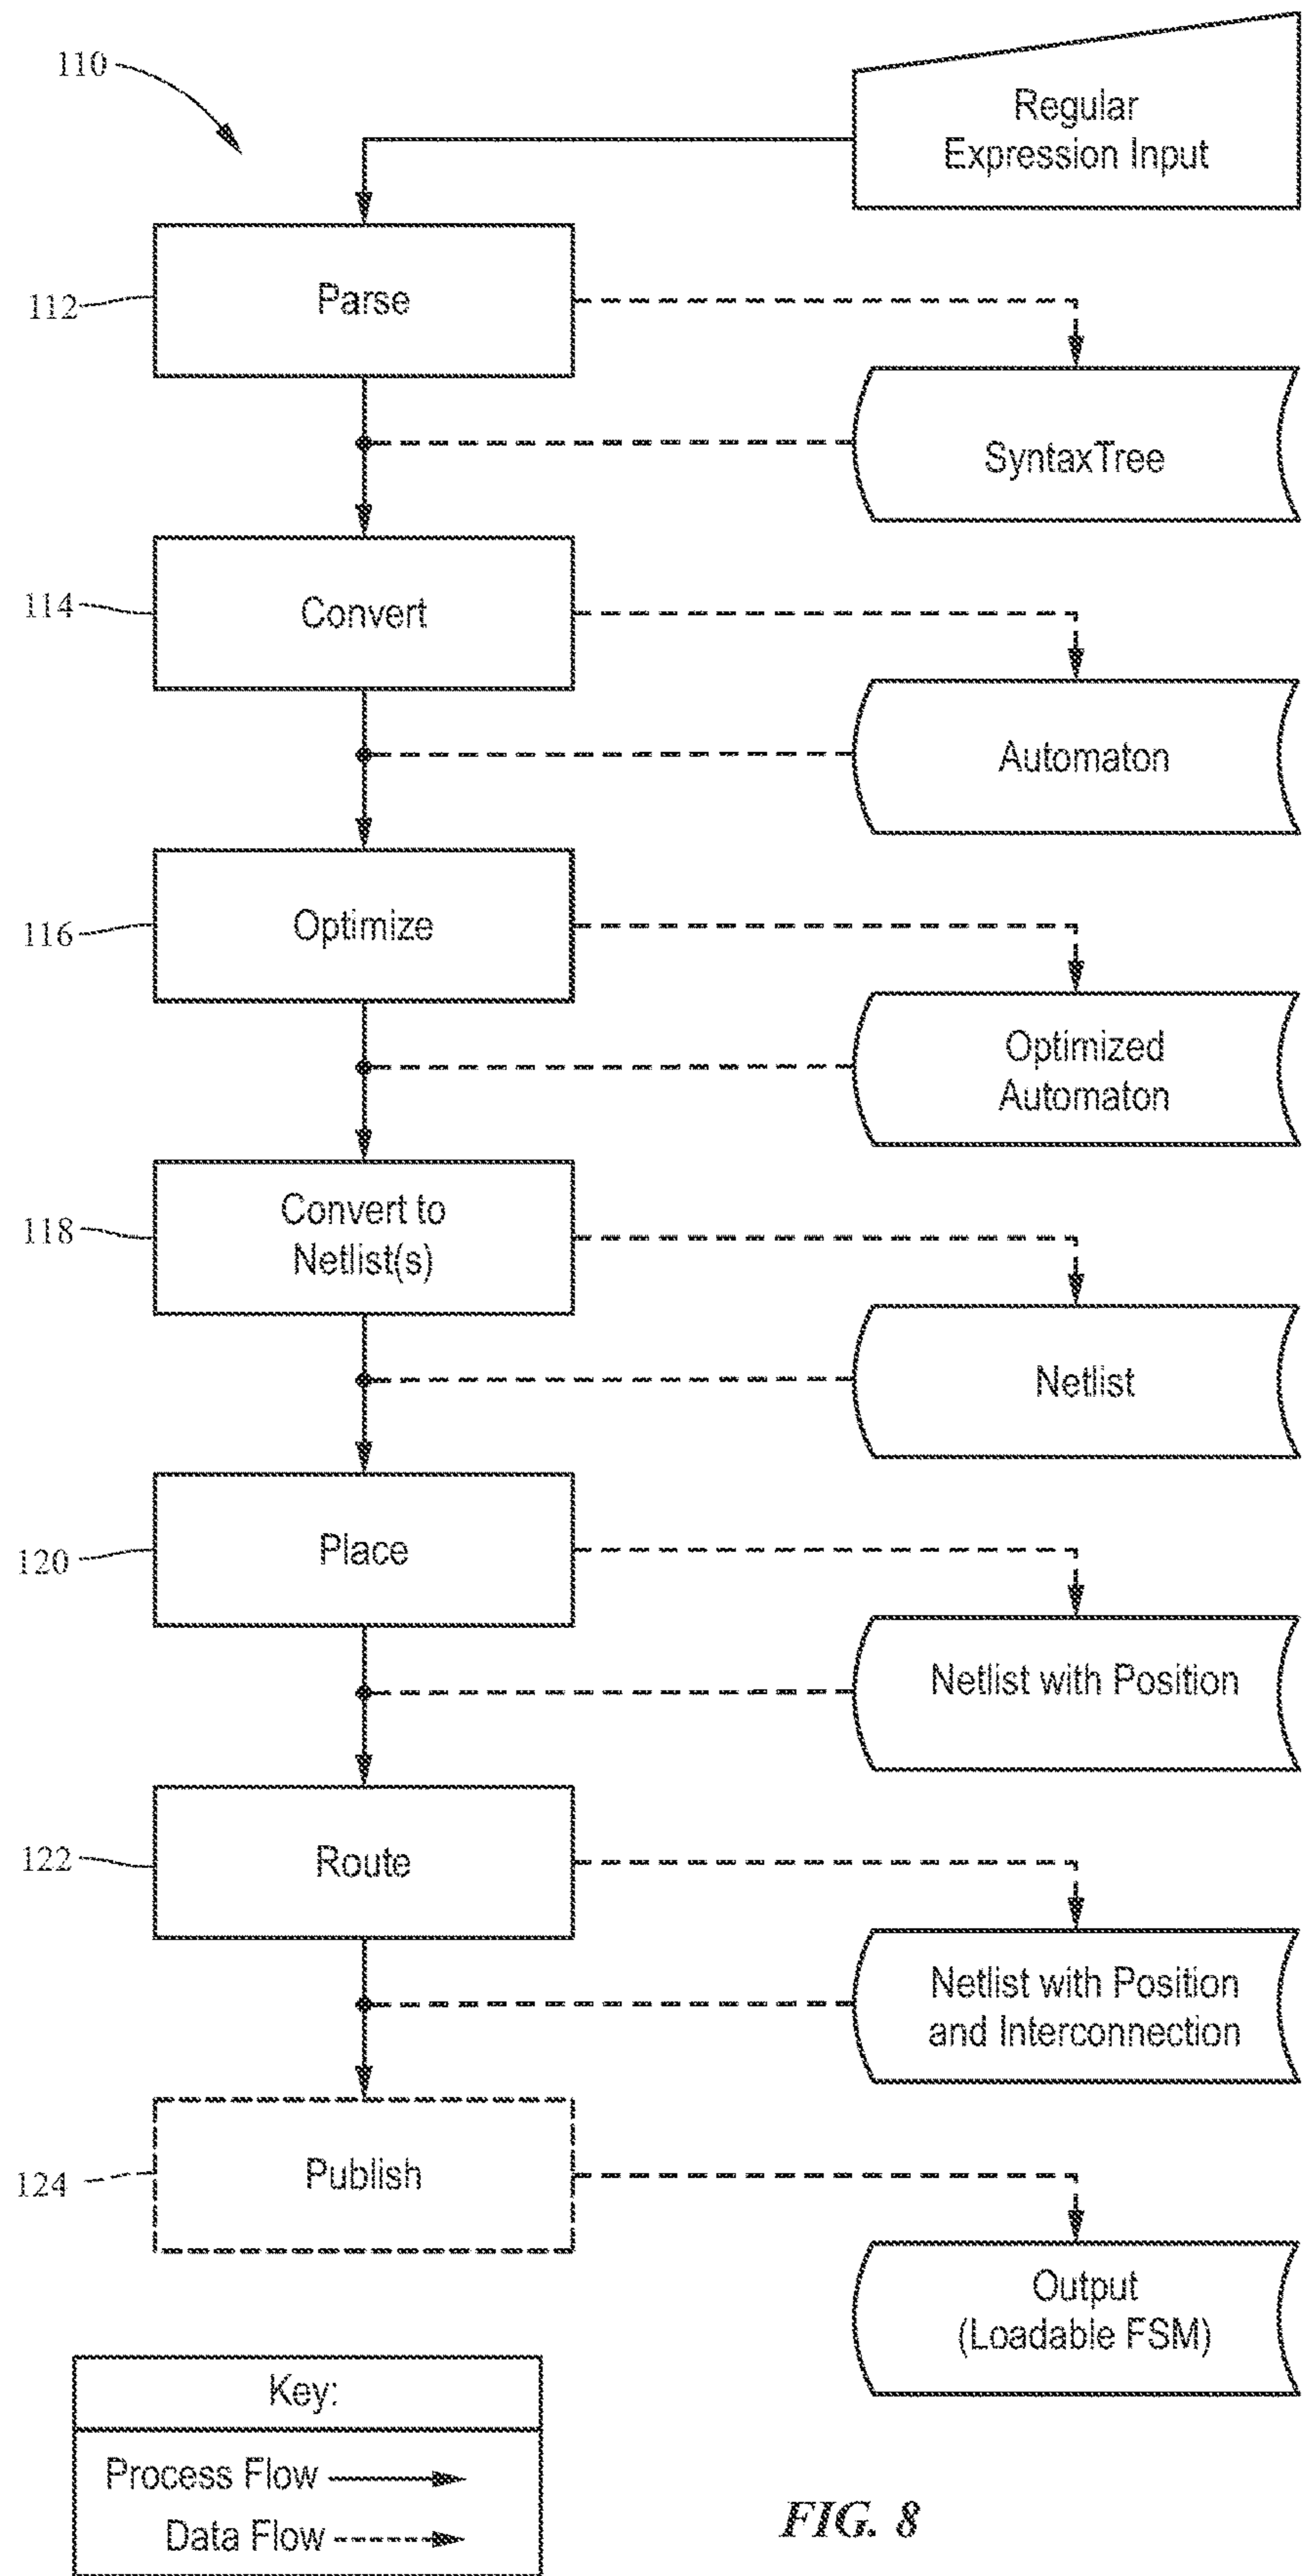 110
Regular
Expression Input
112
Parse
SyntaxTree
114
Convert
Automaton
116
Optimize
Optimized
Automaton
118
Convert to
Netlist(s)
Netlist
120
Place
Netlist with Position
122
Route
Netlist with Position
and Interconnection
124
Publish
Output
(Loadable FSM)
Key:
Process Flow
Data Flow
FIG. 8